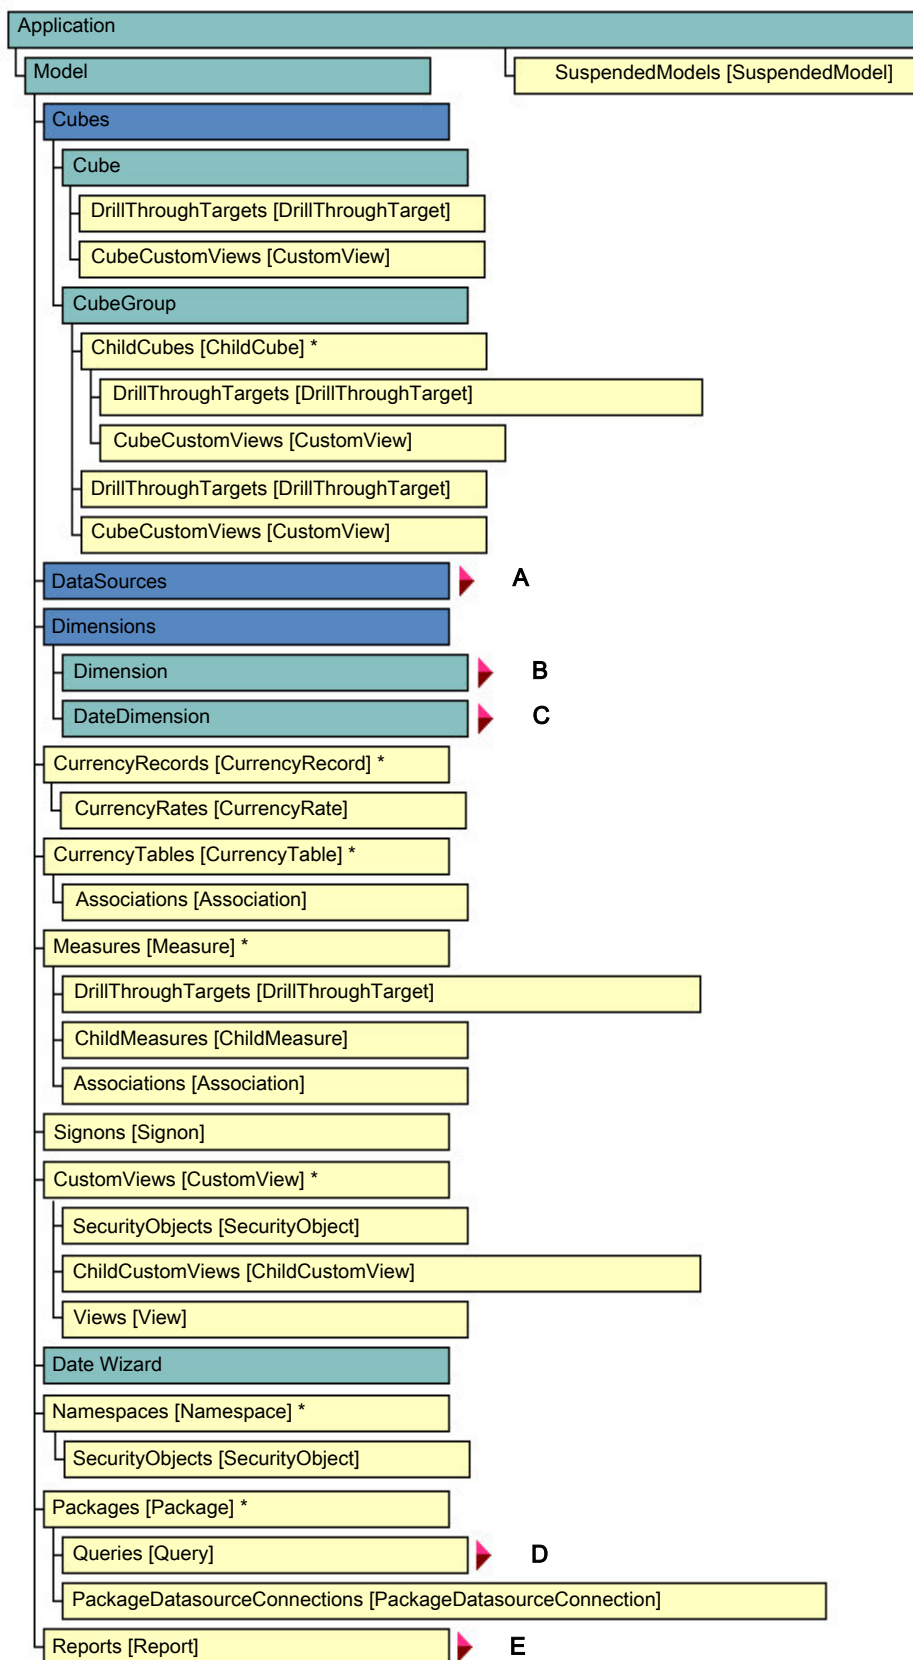 Application
Model
SuspendedModels [SuspendedModel]
Cubes
Cube
DrillThroughTargets [DrillThroughTarget]
CubeCustomViews [CustomView]
CubeGroup
ChildCubes [ChildCube] *
DrillThroughTargets [DrillThroughTarget]
CubeCustomViews [CustomView]
DrillThroughTargets [DrillThroughTarget]
CubeCustomViews [CustomView]
DataSources A
Dimensions
Dimension B
DateDimension C
CurrencyRecords [CurrencyRecord] *
CurrencyRates [CurrencyRate]
CurrencyTables [CurrencyTable] *
Associations [Association]
Measures [Measure] *
DrillThroughTargets [DrillThroughTarget]
ChildMeasures [ChildMeasure]
Associations [Association]
Signons [Signon]
CustomViews [CustomView] *
SecurityObjects [SecurityObject]
ChildCustomViews [ChildCustomView]
Views [View]
Date Wizard
Namespaces [Namespace] *
SecurityObjects [SecurityObject]
Packages [Package] *
Queries [Query] D
PackageDatasourceConnections [PackageDatasourceConnection]
Reports [Report] E